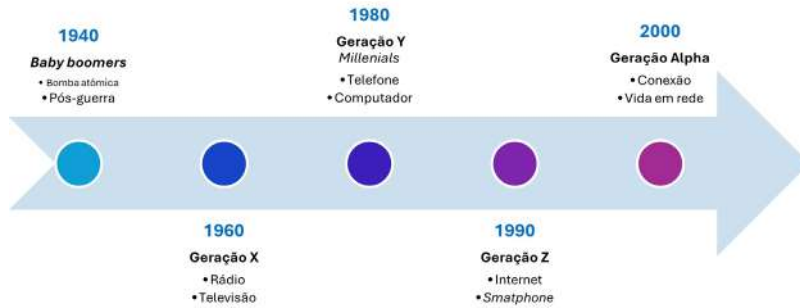 1940
Baby boomers
• Bomba atômica
• Pós-guerra
1960
Geração X
• Rádio
• Televisão
1980
Geração Y
Millenials
• Telefone
• Computador
1990
Geração Z
• Internet
• Smatphone
2000
Geração Alpha
• Conexão
• Vida em rede